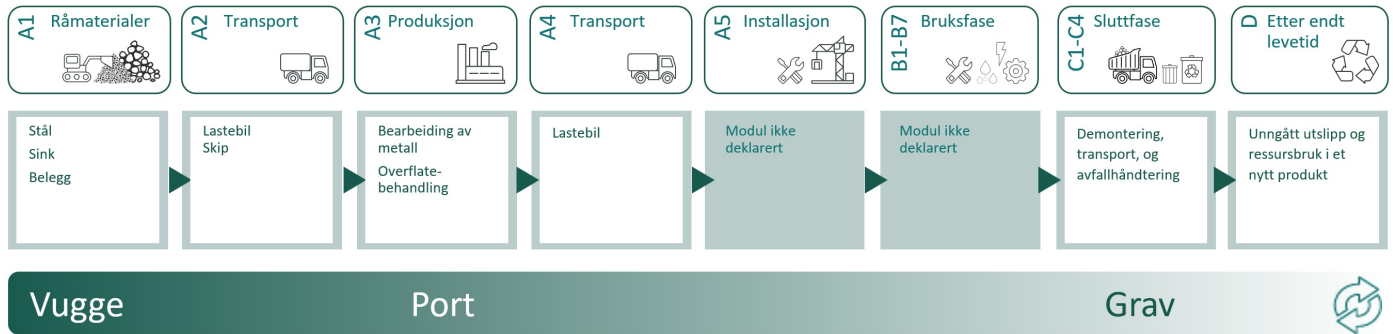 A1
Råmaterialer
A2
Transport
A3
Produksjon
A4
Transport
A5
Installasjon
B1-B7
Bruksfase
C1-C4
Sluttfase
D
Etter endt
levetid
Stål
Sink
Belegg
Lastebil
Skip
Bearbeiding av
metall
Overflate-
behandling
Lastebil
Modul ikke
deklarert
Modul ikke
deklarert
Demontering,
transport, og
avfallhåndtering
Unngått utslipp og
ressursbruk i et
nytt produkt
Vugge
Port
Grav